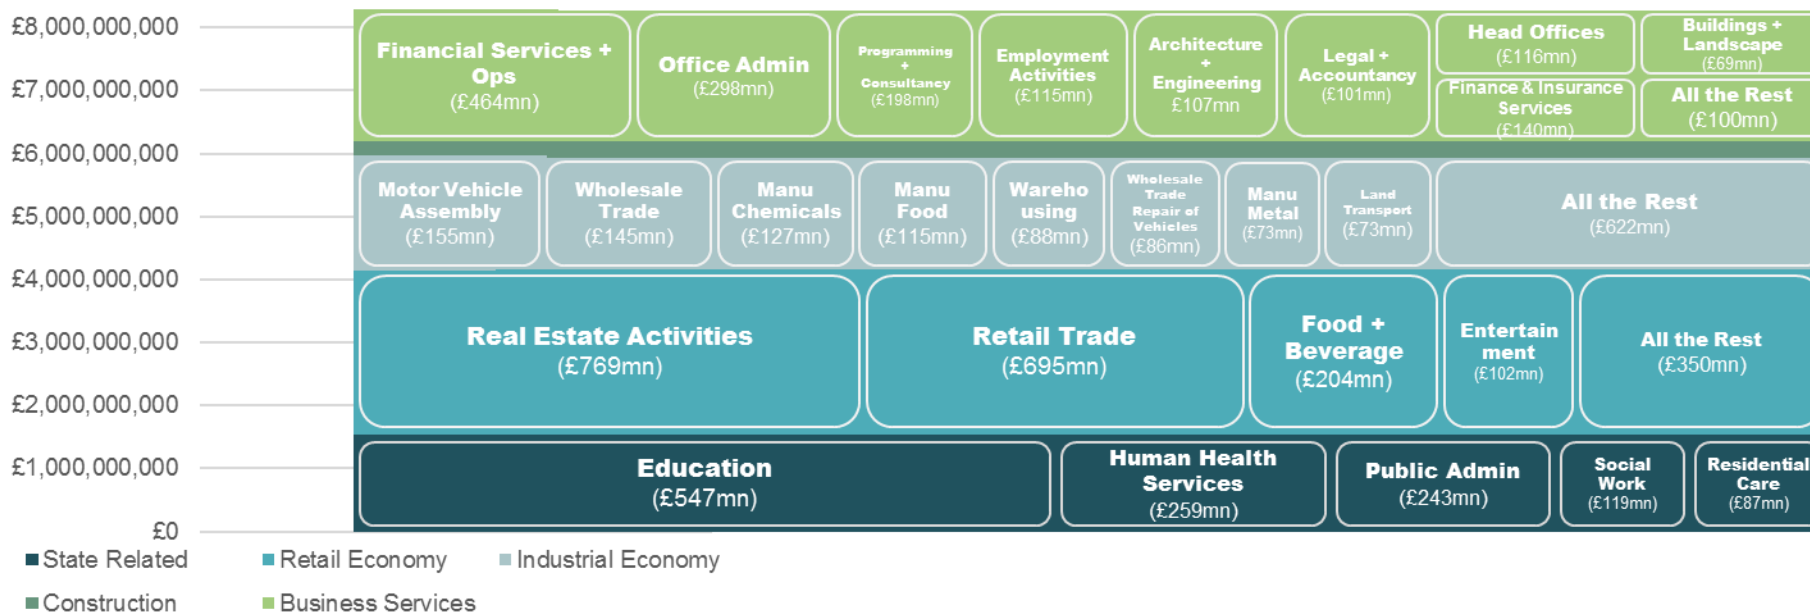 £8,000,000,000
£7,000,000,000
£6,000,000,000
£5,000,000,000
£4,000,000,000
£3,000,000,000
£2,000,000,000
£1,000,000,000
£0
Financial Services +
Ops
(£464mn)
Office Admin
(£298mn)
Programming
+
Consultancy
(£198mn)
Employment
Activities
(£115mn)
Architecture
+
Engineering
£107mn
Legal +
Accountancy
(£101mn)
Head Offices
(£116mn)
Finance & Insurance
Services
(£140mn)
Buildings +
Landscape
(£69mn)
All the Rest
(£100mn)
Motor Vehicle
Assembly
(£155mn)
Wholesale
Trade
(£145mn)
Manu
Chemicals
(£127mn)
Manu
Food
(£115mn)
Wareho
using
(£88mn)
Wholesale
Trade
Repair of
Vehicles
(£86mn)
Manu
Metal
(£73mn)
Land
Transport
(£73mn)
All the Rest
(£622mn)
Real Estate Activities
(£769mn)
Retail Trade
(£695mn)
Food +
Beverage
(£204mn)
Entertain
ment
(£102mn)
All the Rest
(£350mn)
Education
(£547mn)
Human Health
Services
(£259mn)
Public Admin
(£243mn)
Social
Work
(£119mn)
Residential
Care
(£87mn)
State Related
Retail Economy
Industrial Economy
Construction
Business Services